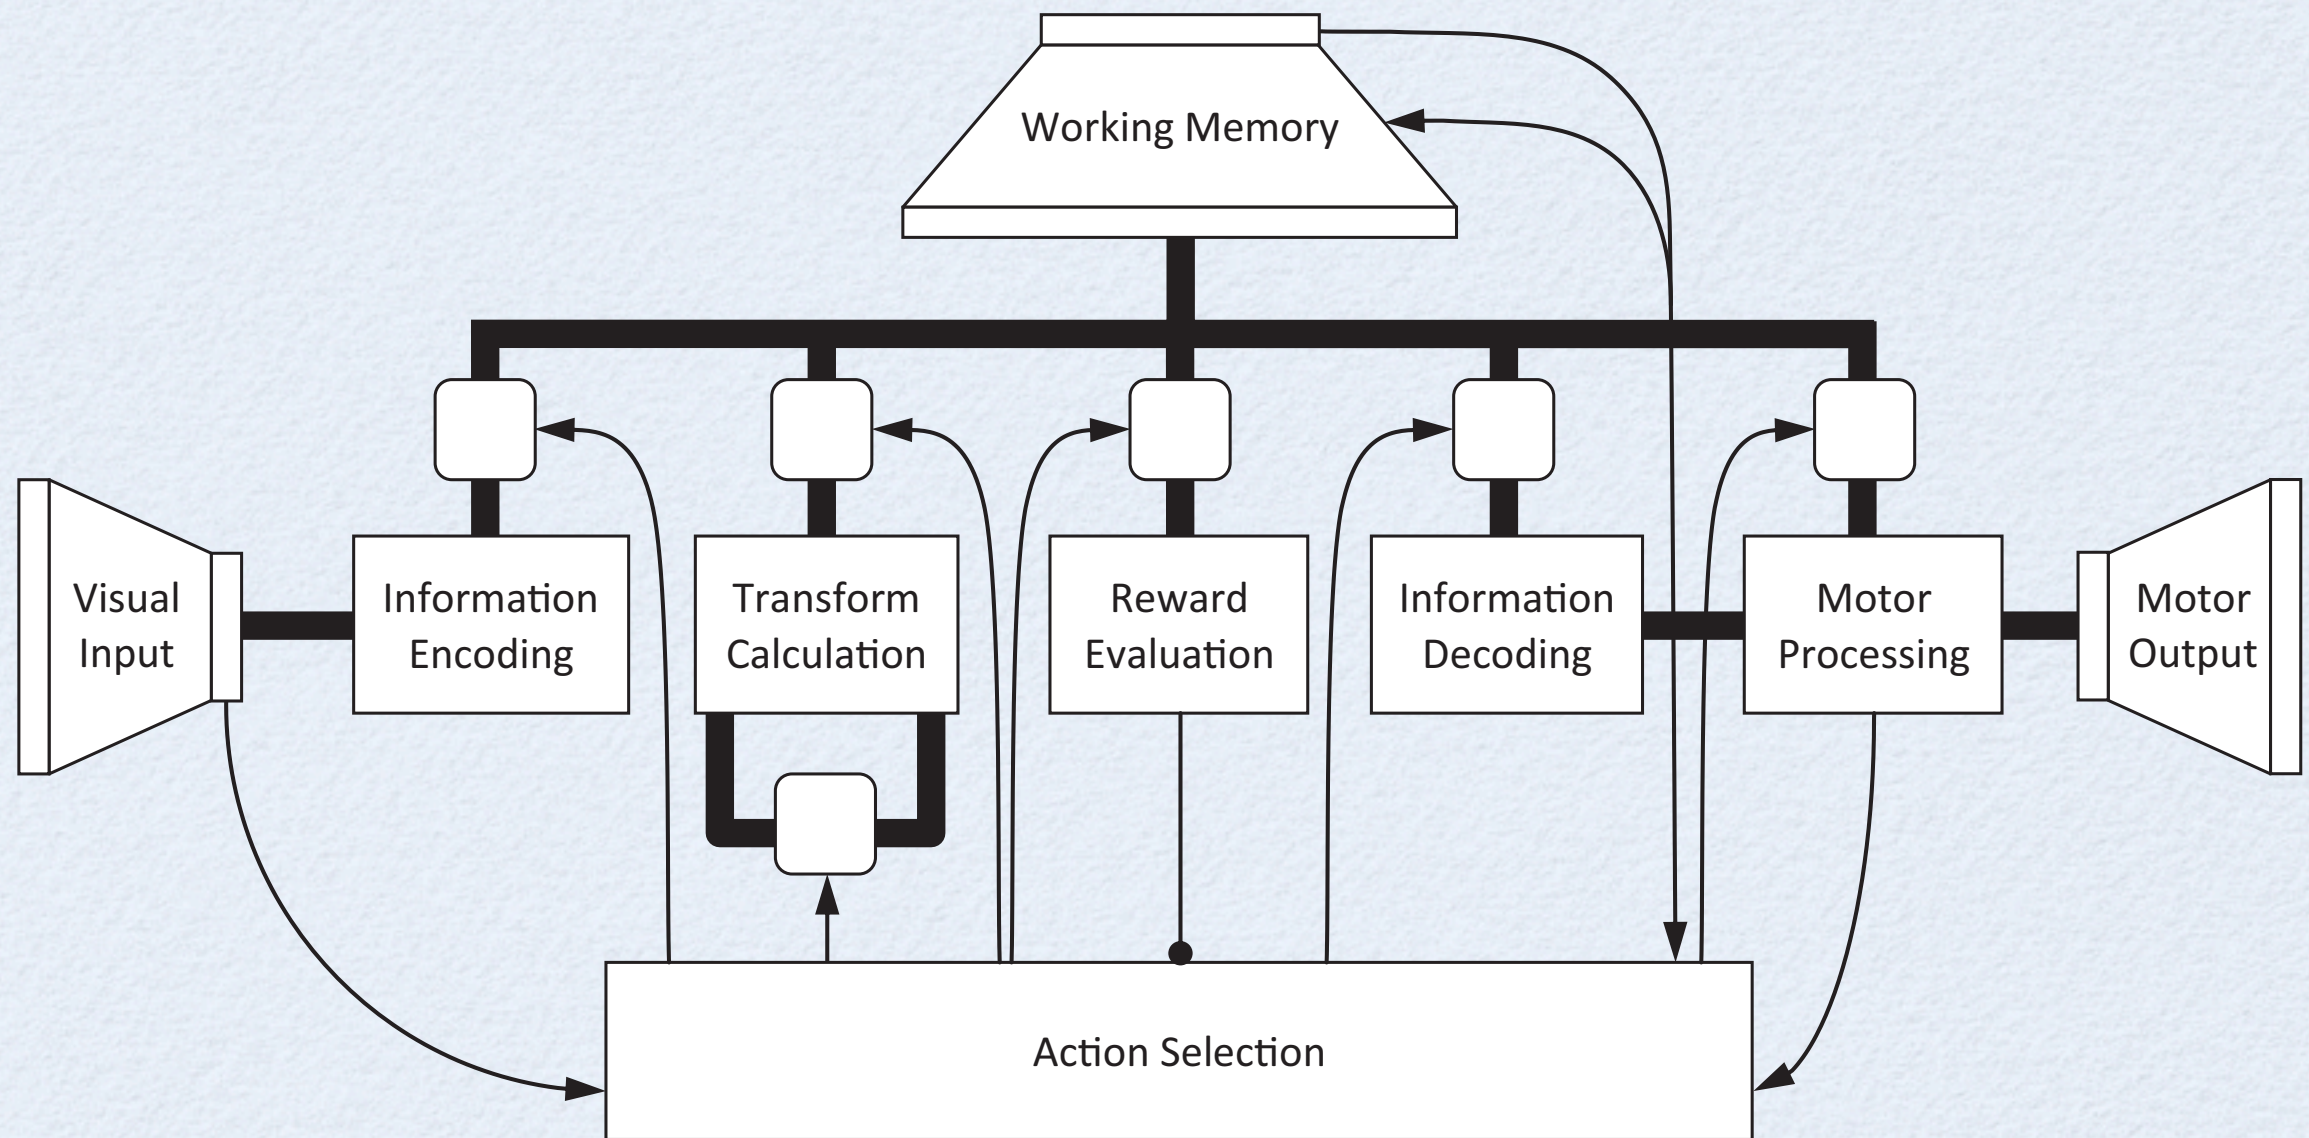 Working Memory
Visual
Input
Information
Encoding
Transform
Calculation
Reward
Evaluation
Information
Decoding
Motor
Processing
Motor
Output
Action Selection